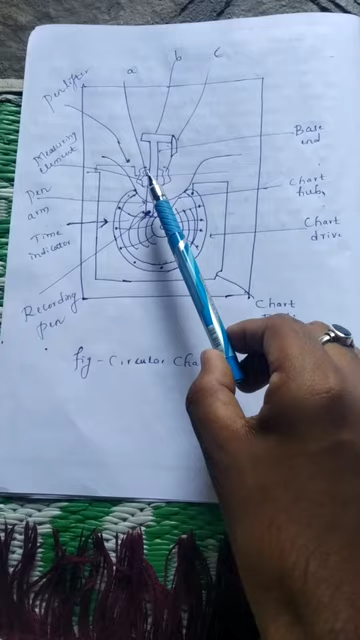 a
b
c
Pen lifter
Measuring
element
Pen
arm
Time
indicator
Recording
pen
Base
end
Chart
hub
Chart
drive
Chart
Fig - Circular Cha